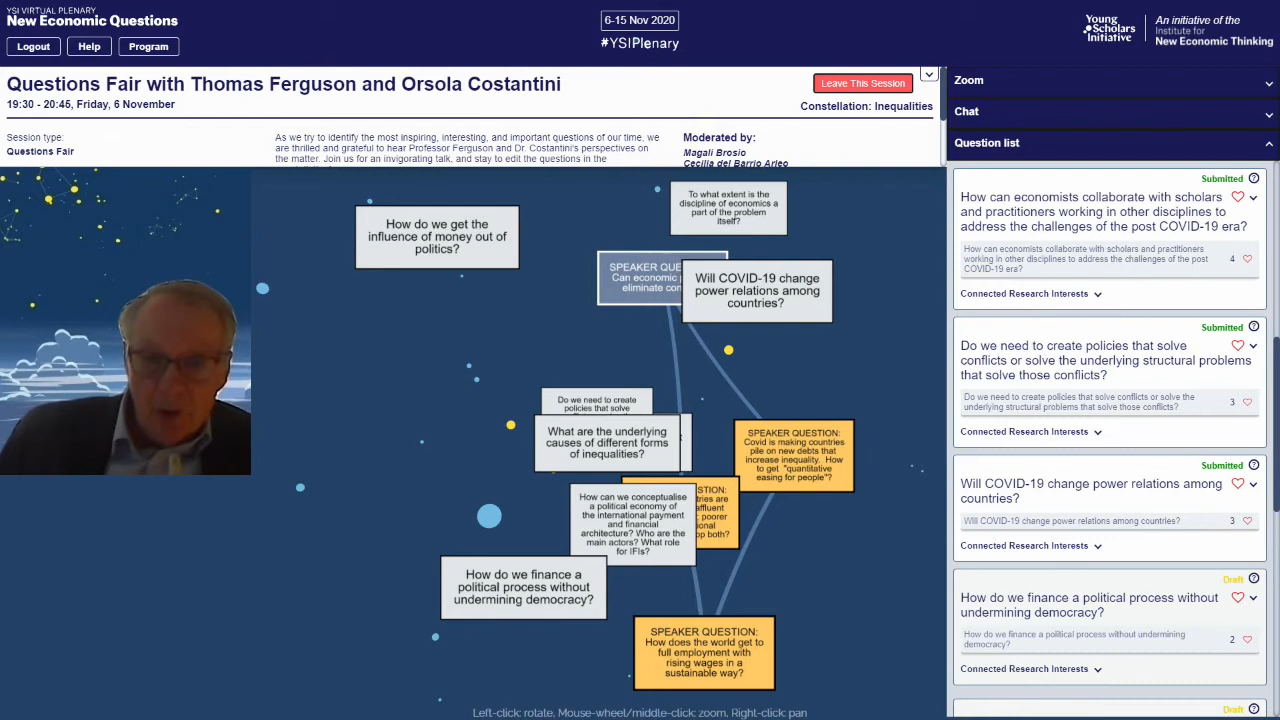 YSI VIRTUAL PLENARY
New Economic Questions
Logout
Help
Program
6-15 Nov 2020
#YSIPlenary
Young
Scholars
Initiative
An initiative of the
Institute for
New Economic Thinking
Questions Fair with Thomas Ferguson and Orsola Costantini
Leave This Session
19:30 - 20:45, Friday, 6 November
Constellation: Inequalities
Session type:
Questions Fair
As we try to identify the most inspiring, interesting, and important questions of our time, we
are thrilled and grateful to hear Professor Ferguson and Dr. Costantini's perspectives on
the matter. Join us for an invigorating talk, and stay to edit the questions in the
Moderated by:
Magali Brosio
Cecilia del Barrio Arleo
How do we get the
influence of money out of
politics?
To what extent is the
discipline of economics a
part of the problem
itself?
SPEAKER QUE
Can economic p
eliminate con
Will COVID-19 change
power relations among
countries?
Do we need to create
policies that solve
What are the underlying
causes of different forms
of inequalities?
SPEAKER QUESTION:
Covid is making countries
pile on new debts that
increase inequality. How
to get "quantitative
easing for people"?
How can we conceptualise
a political economy of
the international payment
and financial
architecture? Who are the
main actors? What role
for IFIs?
STION:
tries are
affluent
: poorer
ional
op both?
How do we finance a
political process without
undermining democracy?
SPEAKER QUESTION:
How does the world get to
full employment with
rising wages in a
sustainable way?
Left-click: rotate, Mouse-wheel/middle-click: zoom, Right-click: pan
Zoom
Chat
Question list
Submitted
How can economists collaborate with scholars
and practitioners working in other disciplines to
address the challenges of the post COVID-19 era?
How can economists collaborate with scholars and practitioners
working in other disciplines to address the challenges of the post
COVID-19 era?
4
Connected Research Interests
Submitted
Do we need to create policies that solve
conflicts or solve the underlying structural problems
that solve those conflicts?
Do we need to create policies that solve conflicts or solve the
underlying structural problems that solve those conflicts?
3
Connected Research Interests
Submitted
Will COVID-19 change power relations among
countries?
Will COVID-19 change power relations among countries?
3
Connected Research Interests
Draft
How do we finance a political process without
undermining democracy?
How do we finance a political process without undermining
democracy?
2
Connected Research Interests
Draft